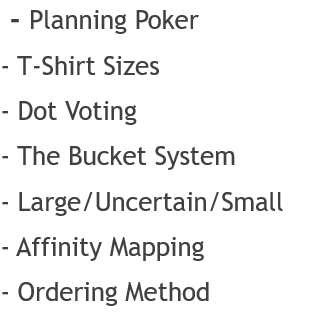 - Planning Poker
- T-Shirt Sizes
- Dot Voting
- The Bucket System
- Large/Uncertain/Small
- Affinity Mapping
- Ordering Method